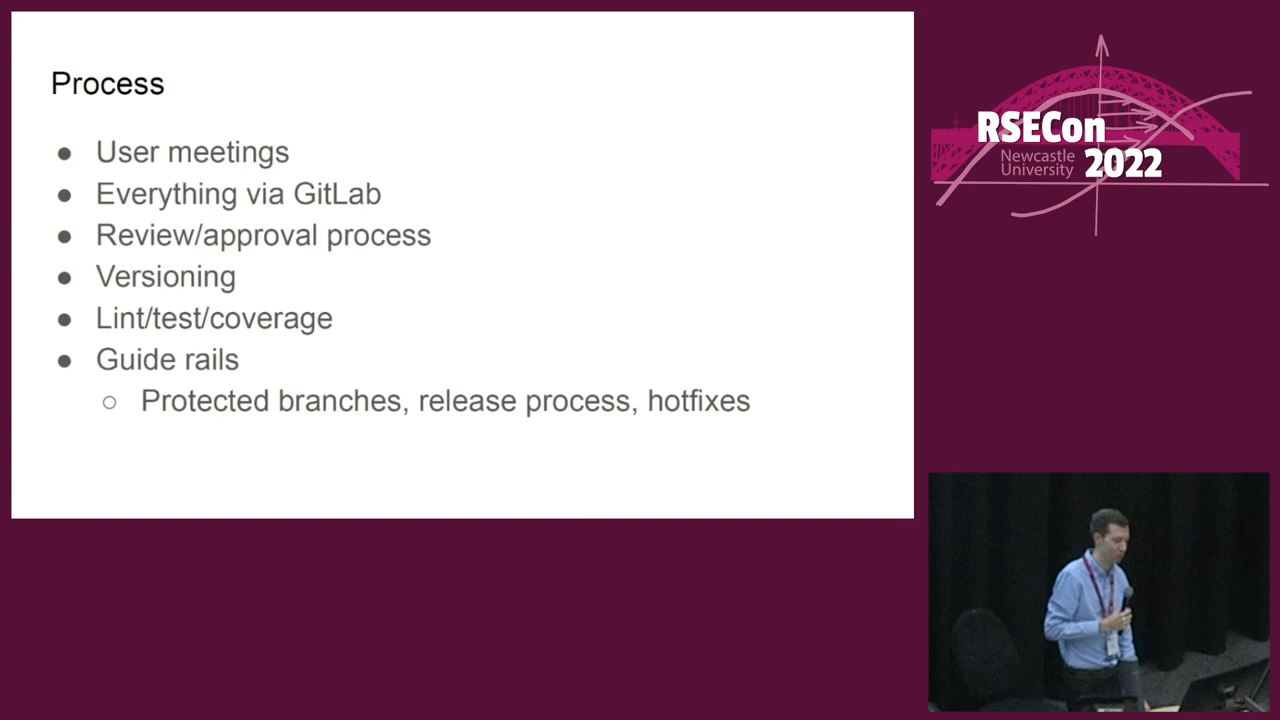 Process
● User meetings
● Everything via GitLab
● Review/approval process
● Versioning
● Lint/test/coverage
● Guide rails
○ Protected branches, release process, hotfixes
RSECon
Newcastle
University
2022